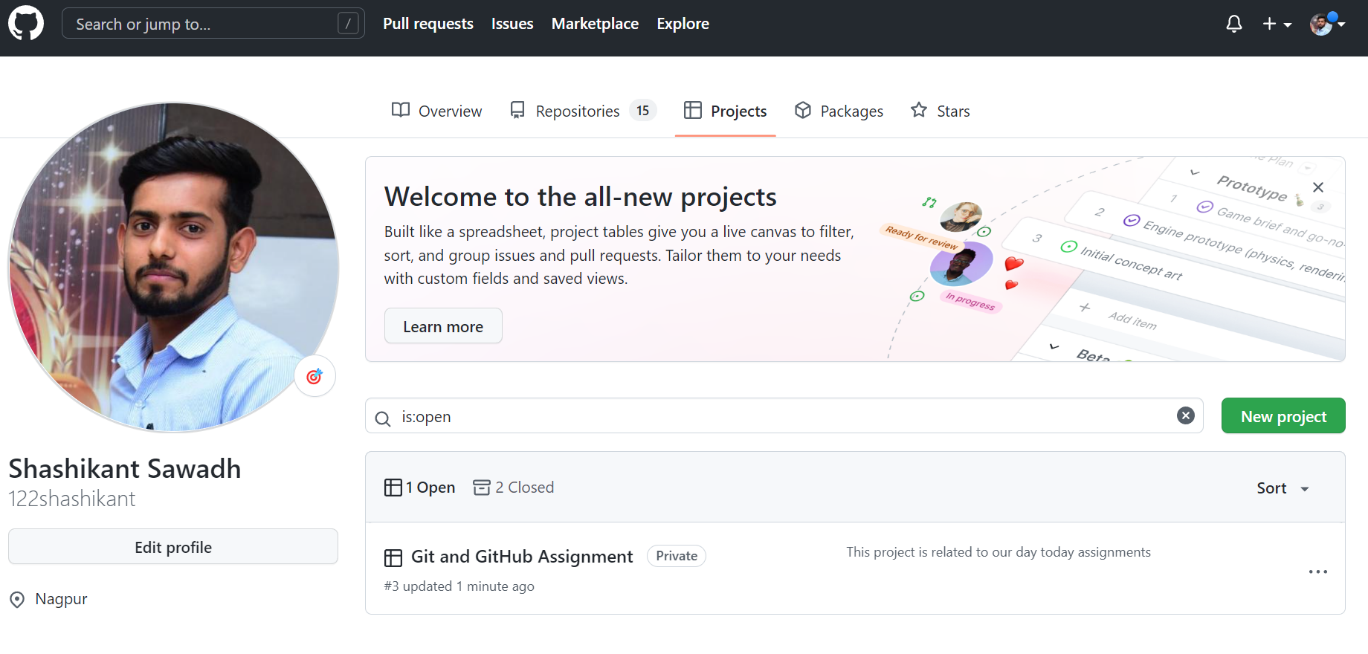 Search or jump to...
/
Pull requests
Issues
Marketplace
Explore
Overview
Repositories 15
Projects
Packages
Stars
Welcome to the all-new projects
Built like a spreadsheet, project tables give you a live canvas to filter,
sort, and group issues and pull requests. Tailor them to your needs
with custom fields and saved views.
Learn more
Ready for review
In progress
Plan
Prototype 3
1 Game brief and go-no-
2 Engine prototype (physics, renderin
3 Initial concept art
Add item
Beta
is:open
New project
Shashikant Sawadh
122shashikant
Edit profile
Nagpur
1 Open
2 Closed
Sort
Git and GitHub Assignment Private
This project is related to our day today assignments
#3 updated 1 minute ago